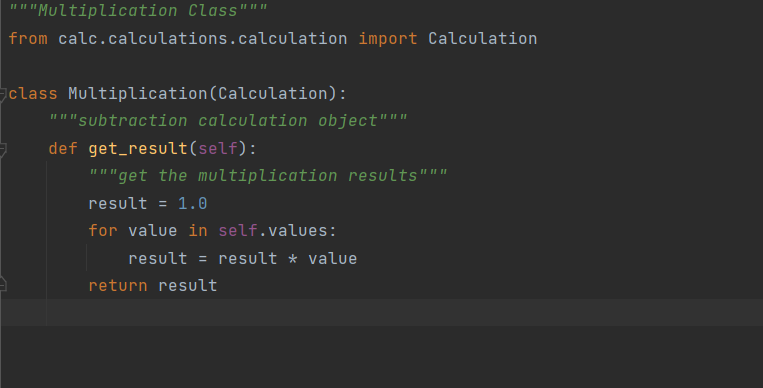 """Multiplication Class"""
from calc.calculations.calculation import Calculation

class Multiplication(Calculation):
    """subtraction calculation object"""
    def get_result(self):
        """get the multiplication results"""
        result = 1.0
        for value in self.values:
            result = result * value
        return result